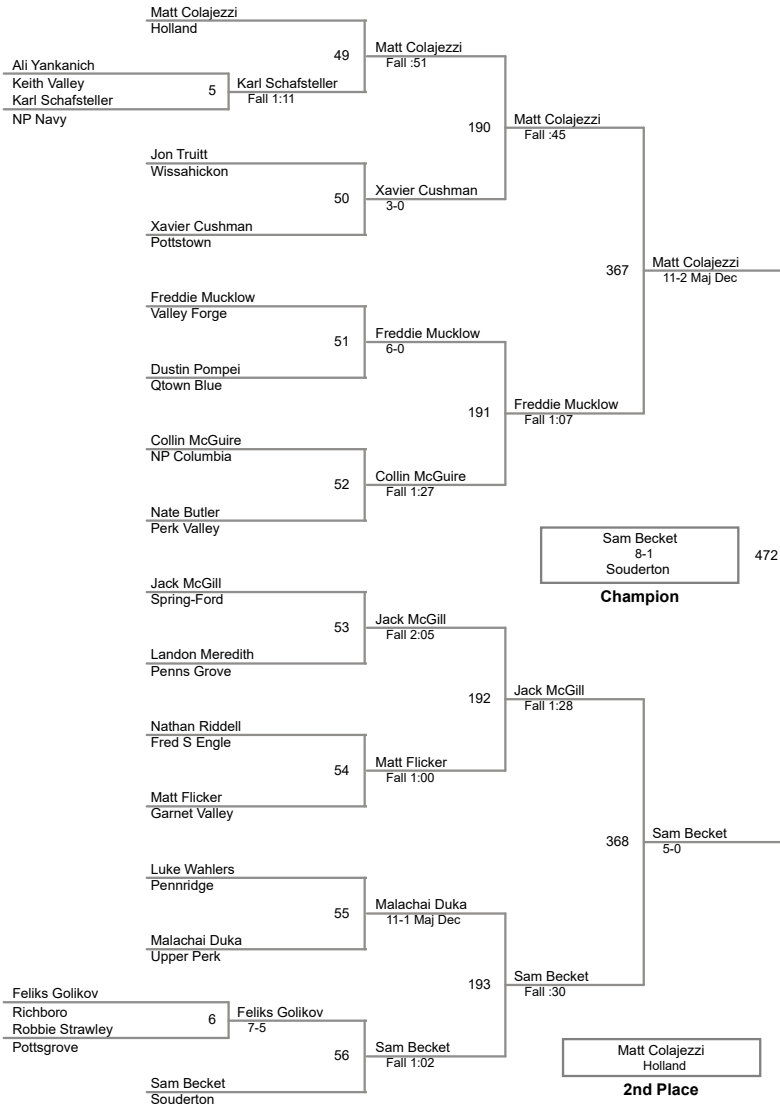 Matt Colajezzi
Holland
49
Matt Colajezzi
Fall :51
Ali Yankanich
Keith Valley
5
Karl Schafsteller
Fall 1:11
Karl Schafsteller
NP Navy
190
Matt Colajezzi
Fall :45
Jon Truitt
Wissahickon
50
Xavier Cushman
3-0
Xavier Cushman
Pottstown
367
Matt Colajezzi
11-2 Maj Dec
Freddie Mucklow
Valley Forge
51
Freddie Mucklow
6-0
Dustin Pompei
Qtown Blue
191
Freddie Mucklow
Fall 1:07
Collin McGuire
NP Columbia
52
Collin McGuire
Fall 1:27
Nate Butler
Perk Valley
Sam Becket
8-1
Souderton
472
Champion
Jack McGill
Spring-Ford
53
Jack McGill
Fall 2:05
Landon Meredith
Penns Grove
192
Jack McGill
Fall 1:28
Nathan Riddell
Fred S Engle
54
Matt Flicker
Fall 1:00
Matt Flicker
Garnet Valley
368
Sam Becket
5-0
Luke Wahlers
Pennridge
55
Malachai Duka
11-1 Maj Dec
Malachai Duka
Upper Perk
193
Sam Becket
Fall :30
Feliks Golikov
Richboro
6
Feliks Golikov
7-5
Robbie Strawley
Pottsgrove
56
Sam Becket
Fall 1:02
Sam Becket
Souderton
Matt Colajezzi
Holland
2nd Place